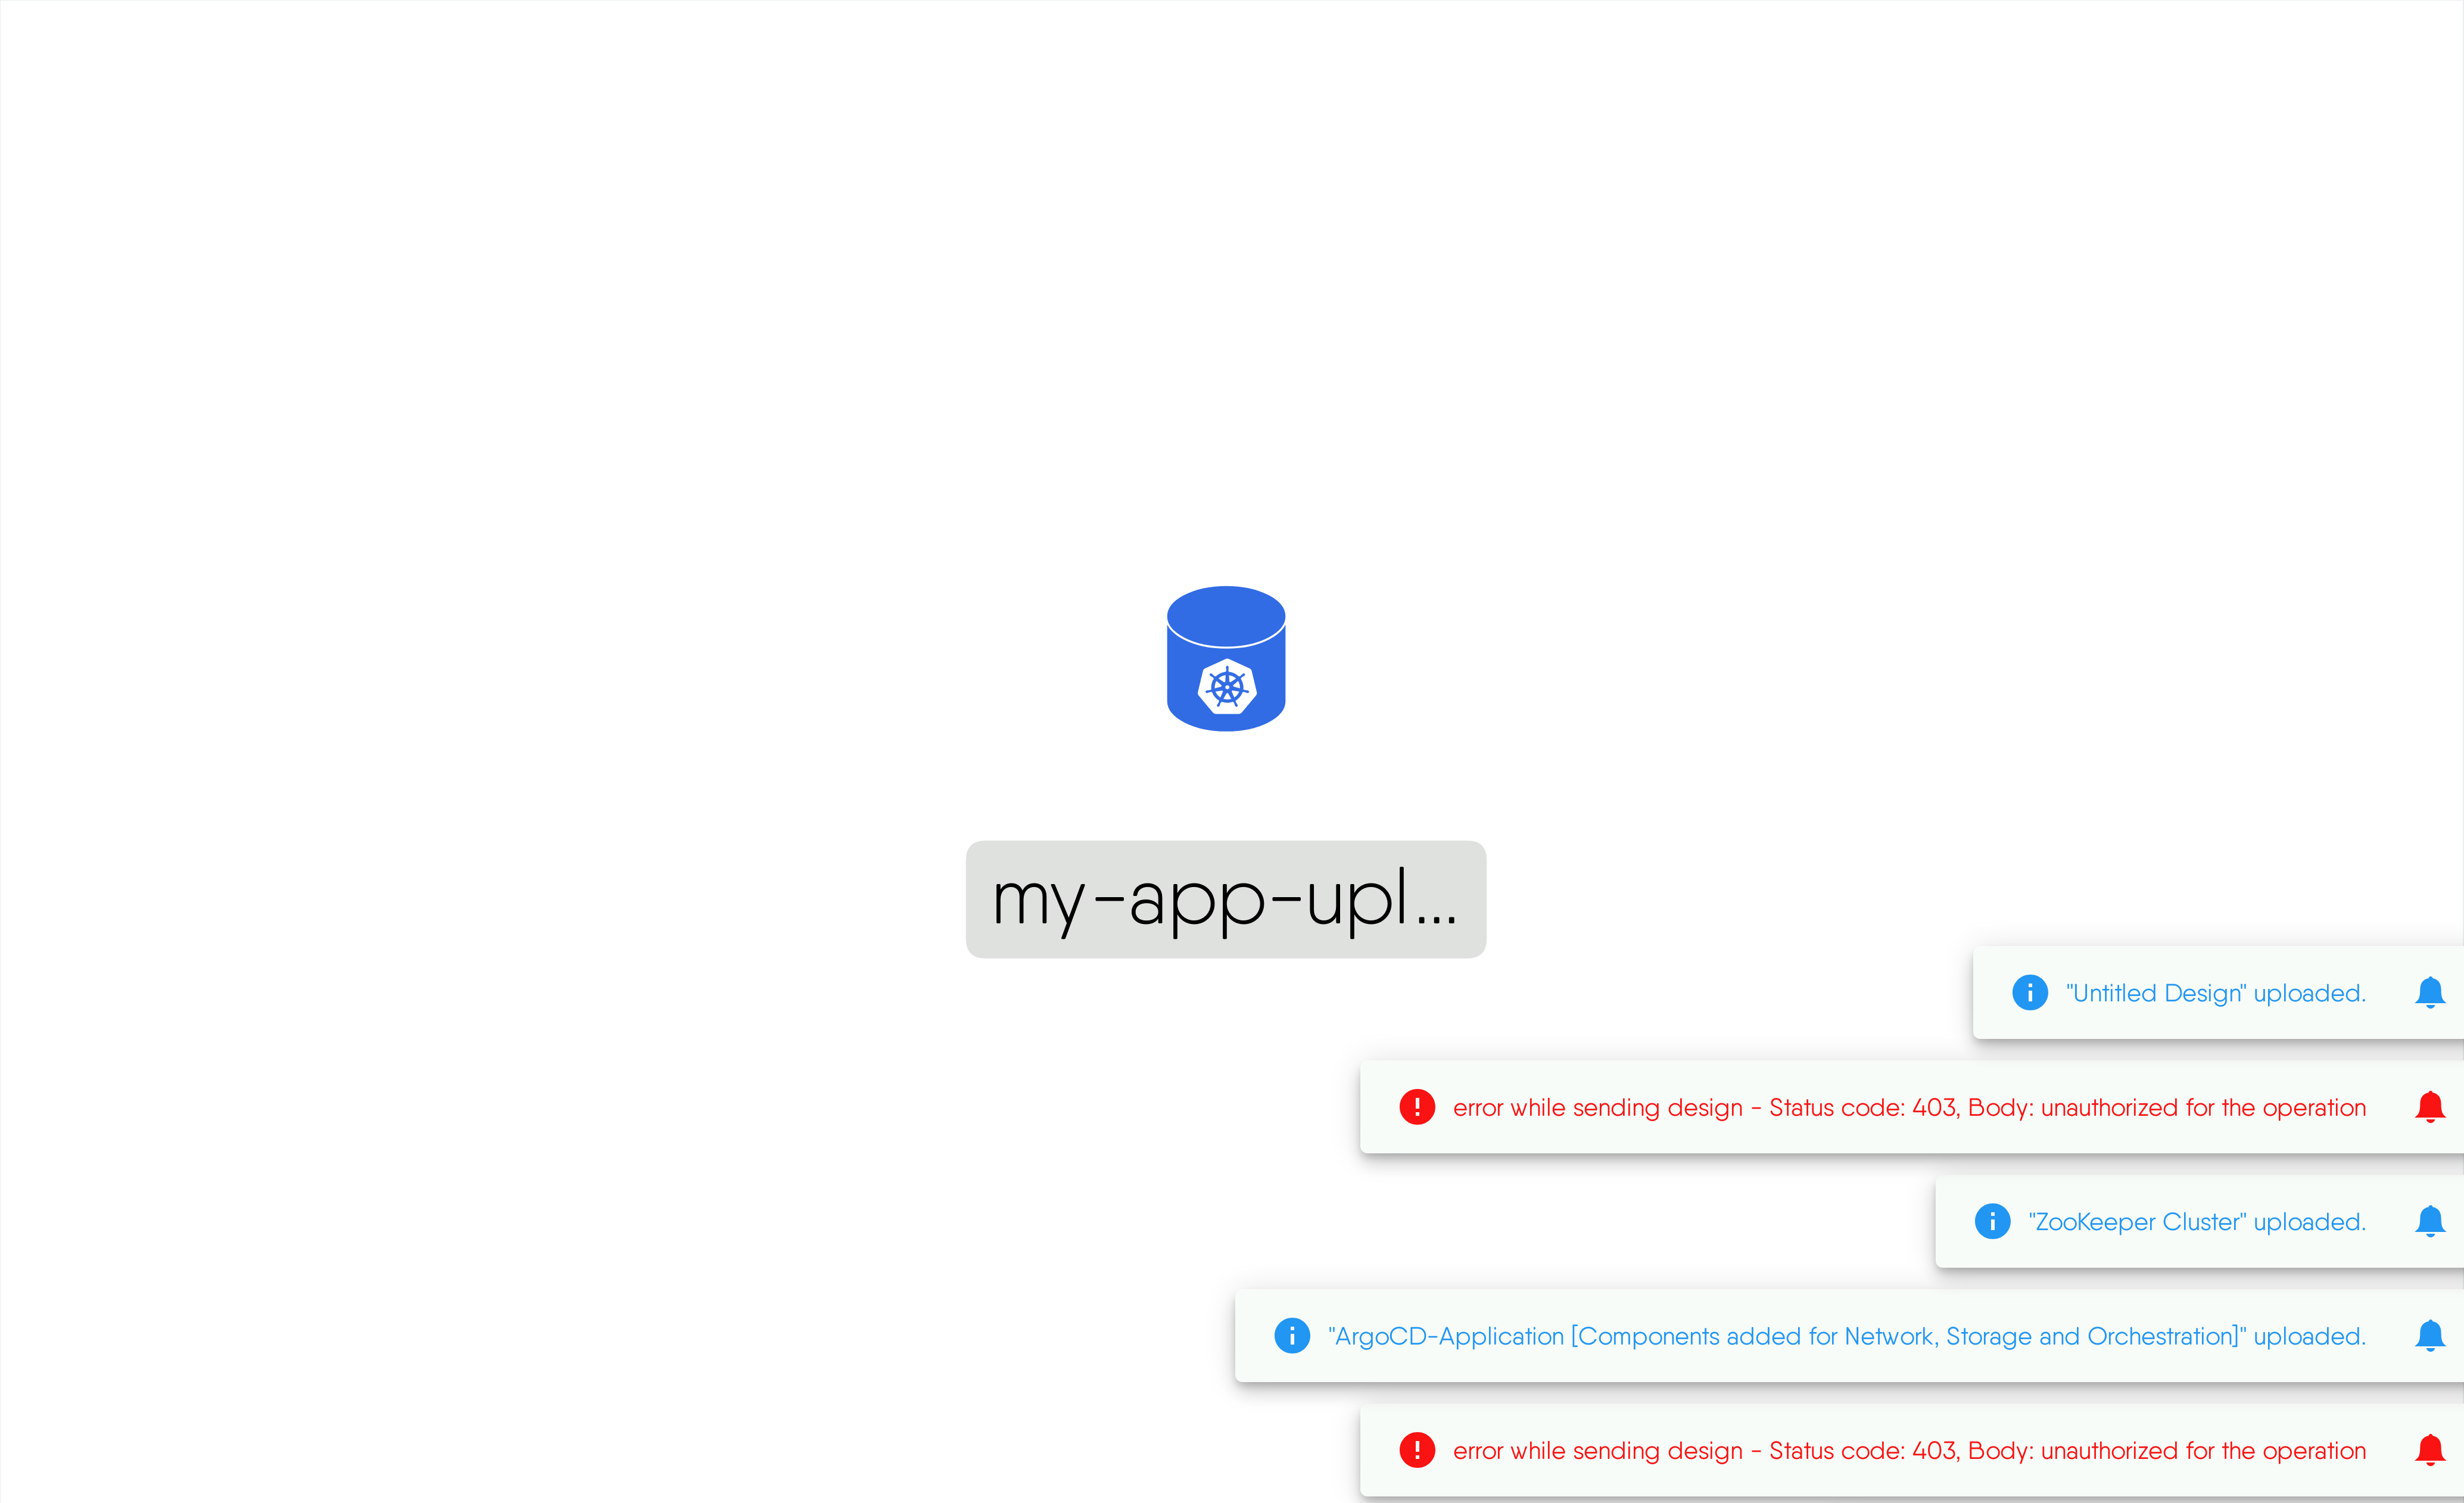 my-app-upl...
"Untitled Design" uploaded.
error while sending design - Status code: 403, Body: unauthorized for the operation
"ZooKeeper Cluster" uploaded.
"ArgoCD-Application [Components added for Network, Storage and Orchestration]" uploaded.
error while sending design - Status code: 403, Body: unauthorized for the operation